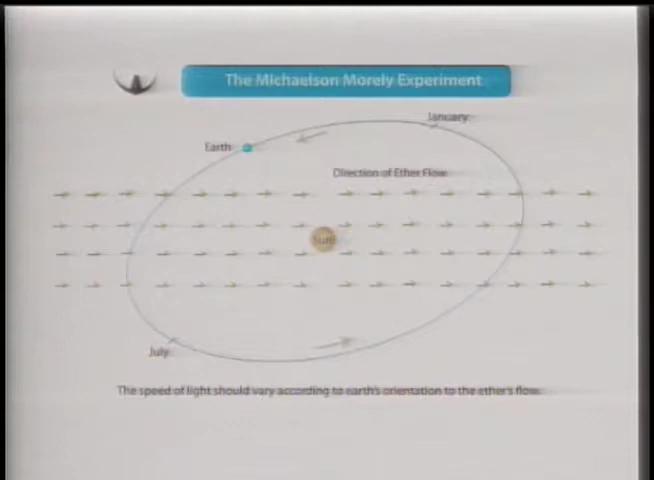 The Michaelson Morely Experiment
January
Earth
Direction of Ether Flow
Sun
July
The speed of light should vary according to earth's orientation to the ether's flow.